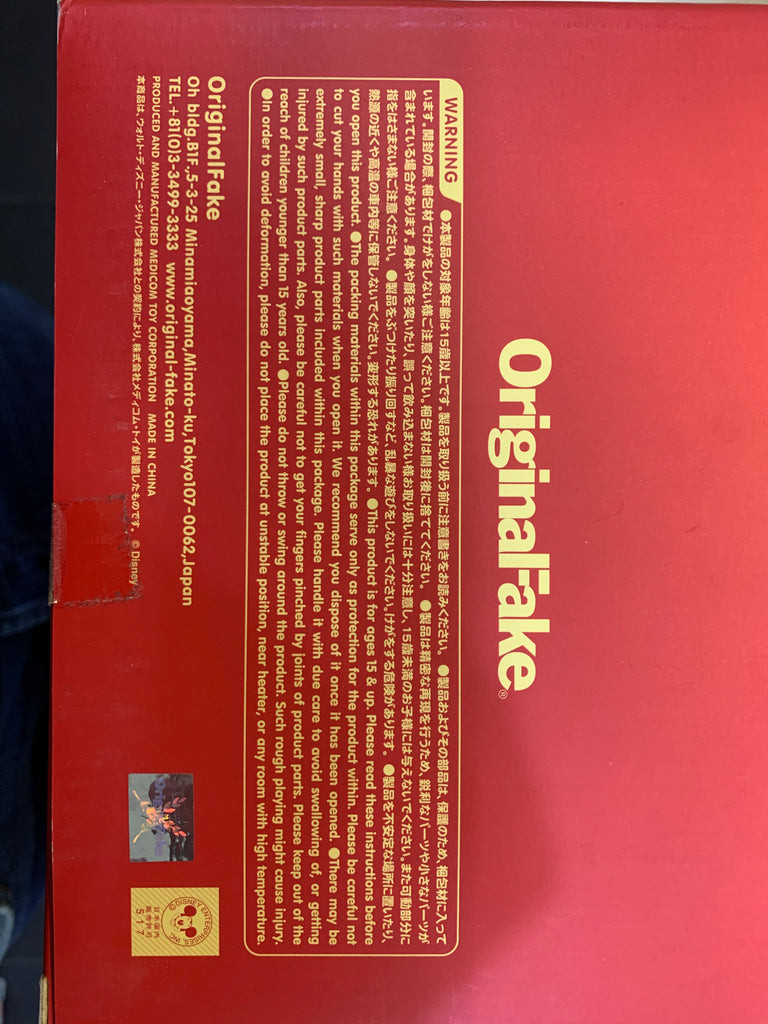 OriginalFake®
WARNING
●本製品の対象年齢は15歳以上です。製品を取り扱う前に注意書きをお読みください。 ●製品およびその部品は、保護のため、梱包材に入って
います。開封の際、梱包材でけがをしない様ご注意ください。梱包材は開封後に捨ててください。 ●製品は精密な再現を行うため、鋭利なパーツや小さなパーツが
含まれている場合があります。身体や顔を突いたり、誤って飲み込まない様お取り扱いには十分注意し、15歳未満のお子様には与えないでください。また可動部分に
指をはさまない様ご注意ください。 ●製品をぶつけたり振り回すなど、乱暴な遊びをしないでください。けがをする危険があります。 ●製品を不安定な場所に置いたり、
熱源の近くや高温の車内等に保管しないでください。変形する恐れがあります。 ●This product is for ages 15 & up. Please read these instructions before
you open this product. ●The packing materials within this package serve only as protection for the product within. Please be careful not
to cut your hands with such materials when you open it. We recommend you dispose of it once it has been opened. ●There may be
extremely small, sharp product parts included within this package. Please handle it with due care to avoid swallowing of, or getting
injured by such product parts. Also, please be careful not to get your fingers pinched by joints of product parts. Please keep out of the
reach of children younger than 15 years old. ●Please do not throw or swing around the product. Such rough playing might cause injury.
●In order to avoid deformation, please do not place the product at unstable position, near heater, or any room with high temperature.
OriginalFake
Oh bldg.B1F.,5-3-25 Minamiaoyama,Minato-ku,Tokyo107-0062,Japan
TEL.+81(0)3-3499-3333 www.original-fake.com
PRODUCED AND MANUFACTURED MEDICOM TOY CORPORATION MADE IN CHINA
本商品は、ウォルト・ディズニー・ジャパン株式会社との契約により、株式会社メディコム・トイが製造したものです。 ©Disney
©DISNEY ENTERPRISES, INC.
日本国内
販売許可
517